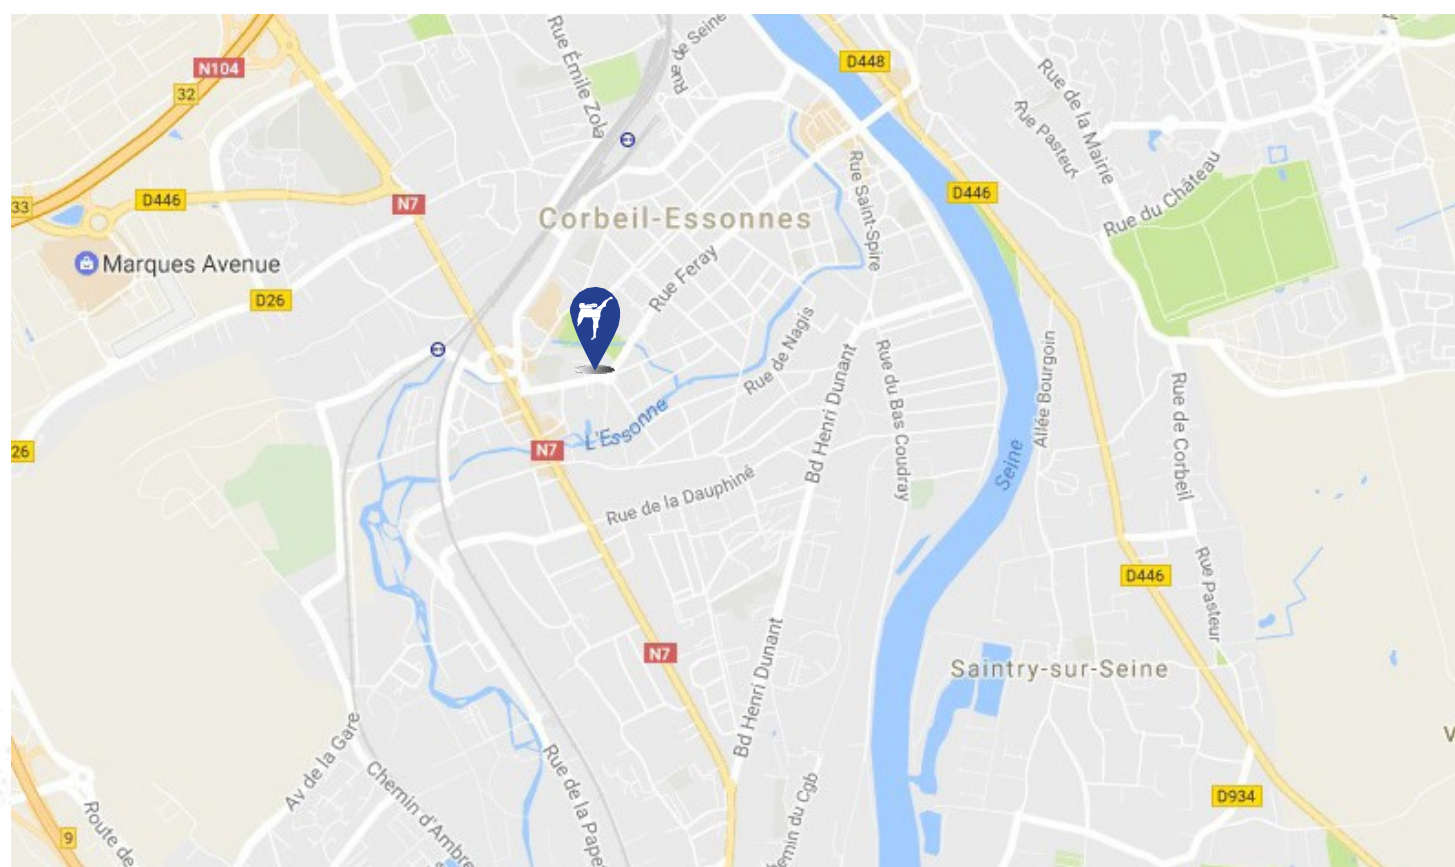 Rue Émile Zola
Rue de Seine
D448
N104
32
Rue de la Mairie
Rue Pasteur
33
D446
N7
Rue Saint-Spire
D446
Rue du Château
Corbeil-Essonnes
Marques Avenue
D26
Rue Feray
Rue de Nagis
Bd Henri Dunant
Rue du Bas Coudray
Allée Bourgoin
Rue de Corbeil
26
N7
L'Essonne
Seine
Rue de la Dauphiné
D446
Rue Pasteur
N7
Bd Henri Dunant
Saintry-sur-Seine
Av de la Gare
Chemin d'Ambre
Rue de la Pape
emin du Cgb
D934
9
Route de
V